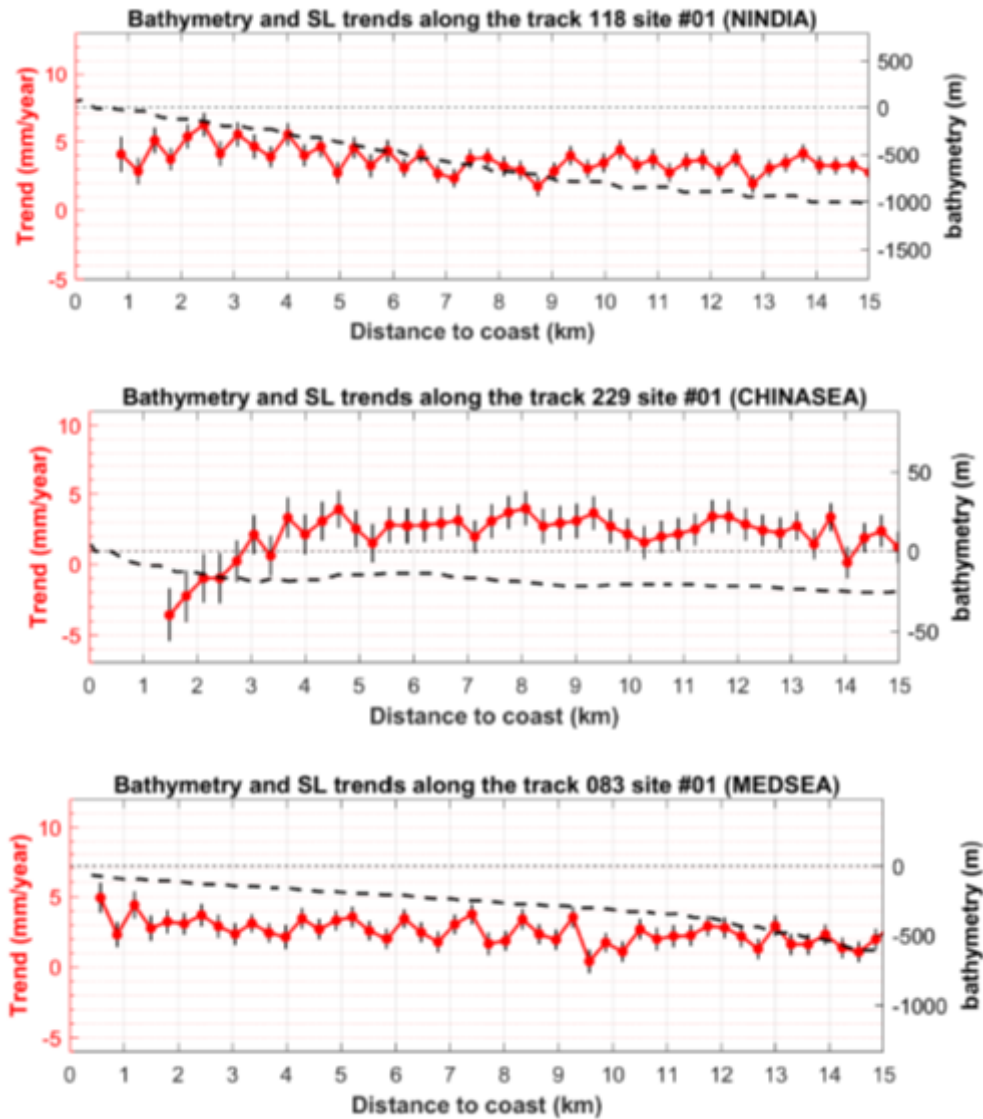 Bathymetry and SL trends along the track 118 site #01 (NINDIA)
Trend (mm/year)
10
5
0
-5
500
0
-500
-1000
-1500
bathymetry (m)
0 1 2 3 4 5 6 7 8 9 10 11 12 13 14 15
Distance to coast (km)
Bathymetry and SL trends along the track 229 site #01 (CHINASEA)
Trend (mm/year)
10
5
0
-5
50
0
-50
bathymetry (m)
0 1 2 3 4 5 6 7 8 9 10 11 12 13 14 15
Distance to coast (km)
Bathymetry and SL trends along the track 083 site #01 (MEDSEA)
Trend (mm/year)
10
5
0
-5
0
-500
-1000
bathymetry (m)
0 1 2 3 4 5 6 7 8 9 10 11 12 13 14 15
Distance to coast (km)